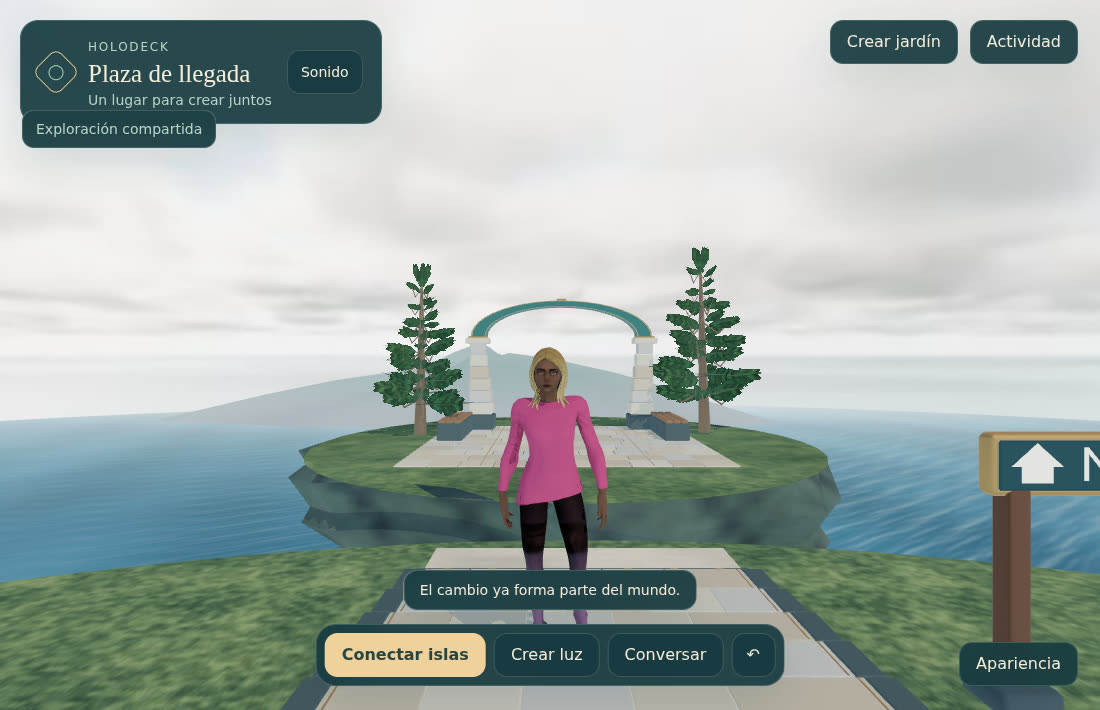 HOLODECK
Plaza de llegada
Un lugar para crear juntos
Sonido
Exploración compartida
Crear jardín
Actividad
El cambio ya forma parte del mundo.
Conectar islas
Crear luz
Conversar
↶
Apariencia